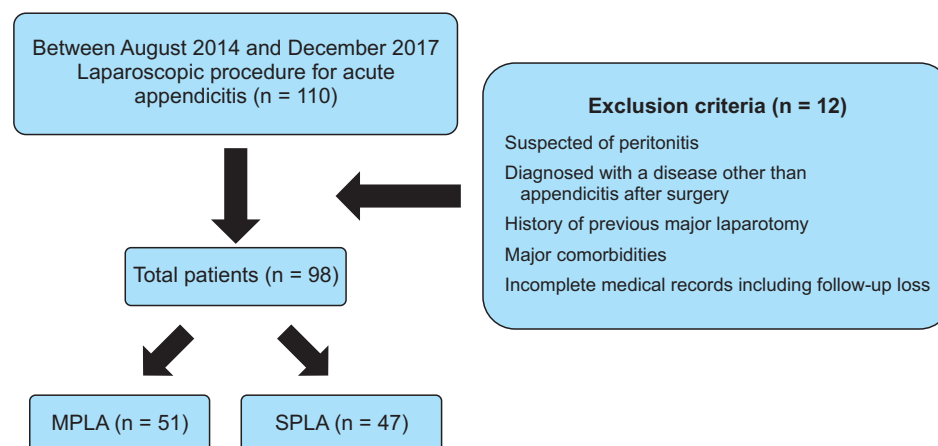 Between August 2014 and December 2017
Laparoscopic procedure for acute
appendicitis (n = 110)
Exclusion criteria (n = 12)
Suspected of peritonitis
Diagnosed with a disease other than
appendicitis after surgery
History of previous major laparotomy
Major comorbidities
Incomplete medical records including follow-up loss
Total patients (n = 98)
MPLA (n = 51)
SPLA (n = 47)